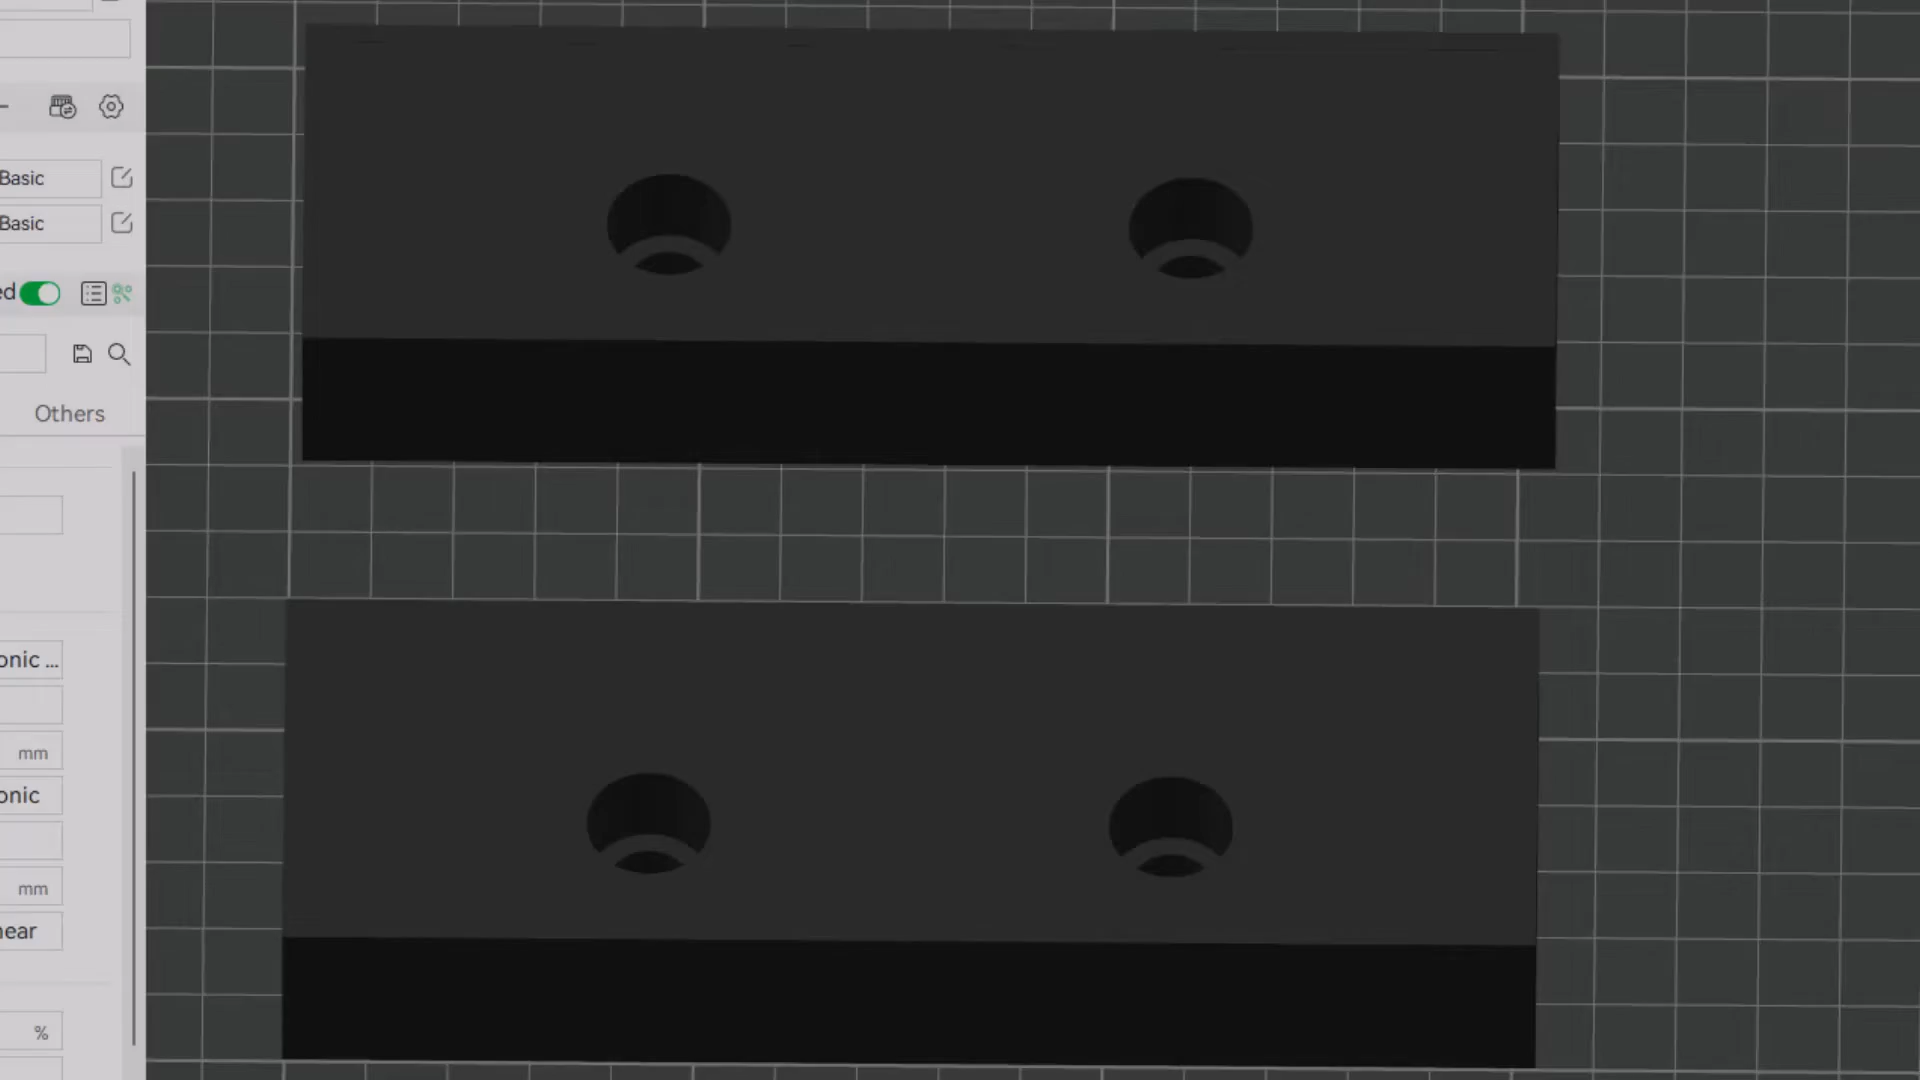 Basic
Basic
ed
Others
onic ...
mm
onic
mm
near
%